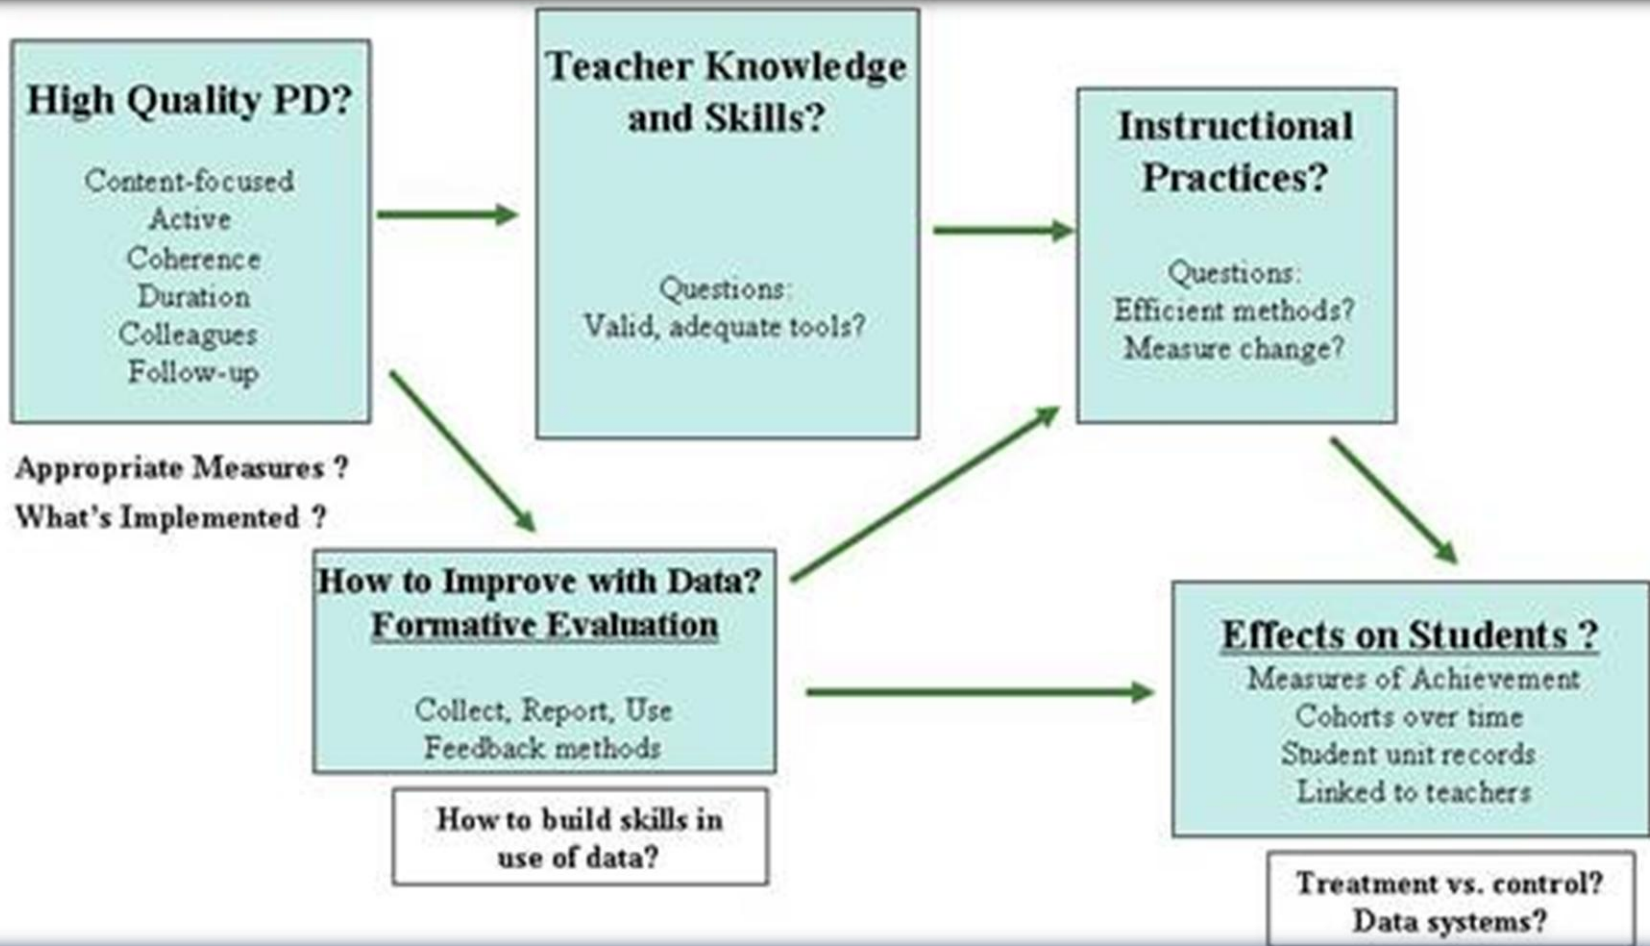 High Quality PD?
Content-focused
Active
Coherence
Duration
Colleagues
Follow-up
Appropriate Measures ?
What's Implemented ?
Teacher Knowledge
and Skills?
Questions:
Valid, adequate tools?
Instructional
Practices?
Questions:
Efficient methods?
Measure change?
How to Improve with Data?
Formative Evaluation
Collect, Report, Use
Feedback methods
How to build skills in
use of data?
Effects on Students ?
Measures of Achievement
Cohorts over time
Student unit records
Linked to teachers
Treatment vs. control?
Data systems?